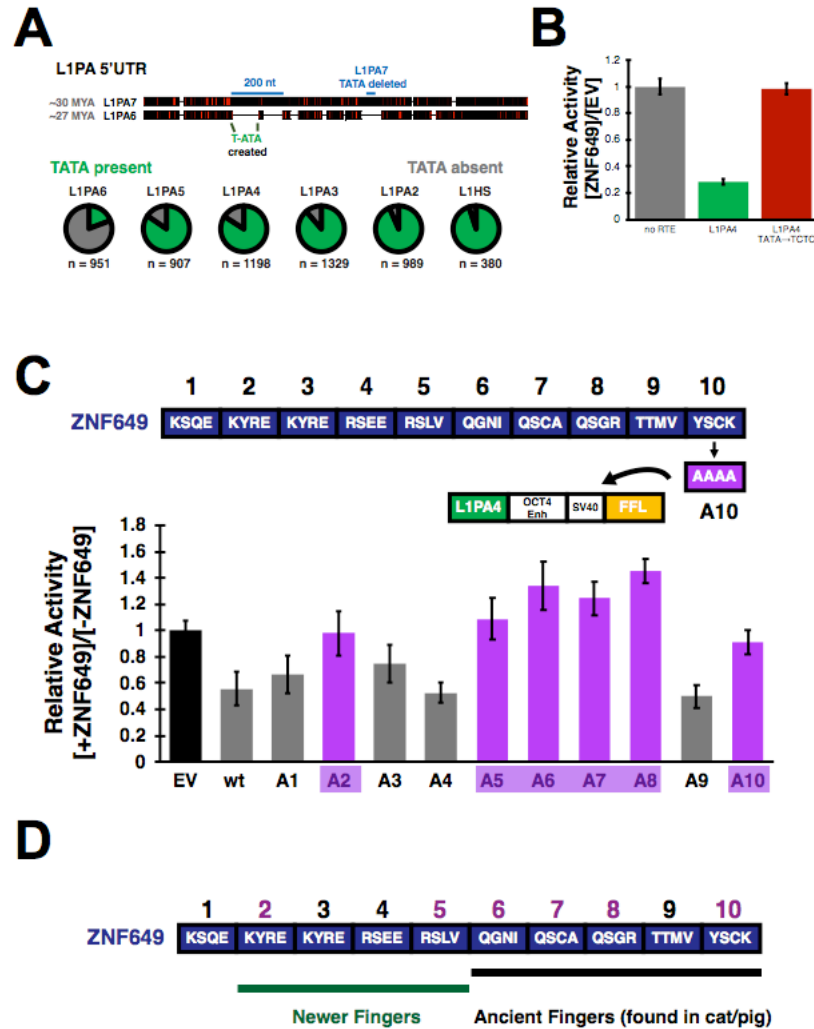 A
L1PA 5'UTR
L1PA7
200 nt TATA deleted
~30 MYA L1PA7
~27 MYA L1PA6
T-ATA
created
TATA present TATA absent
L1PA6 L1PA5 L1PA4 L1PA3 L1PA2 L1HS
n = 951 n = 907 n = 1198 n = 1329 n = 989 n = 380
B
Relative Activity
[ZNF649]/[EV]
1.2
1
0.8
0.6
0.4
0.2
0
no RTE L1PA4 L1PA4
TATA→TCTC
C
1 2 3 4 5 6 7 8 9 10
ZNF649 KSQE KYRE KYRE RSEE RSLV QGNI QSCA QSGR TTMV YSCK
AAAA
A10
L1PA4 OCT4 Enh SV40 FFL
Relative Activity
[+ZNF649]/[-ZNF649]
1.8
1.6
1.4
1.2
1
0.8
0.6
0.4
0.2
0
EV wt A1 A2 A3 A4 A5 A6 A7 A8 A9 A10
D
1 2 3 4 5 6 7 8 9 10
ZNF649 KSQE KYRE KYRE RSEE RSLV QGNI QSCA QSGR TTMV YSCK
Newer Fingers Ancient Fingers (found in cat/pig)